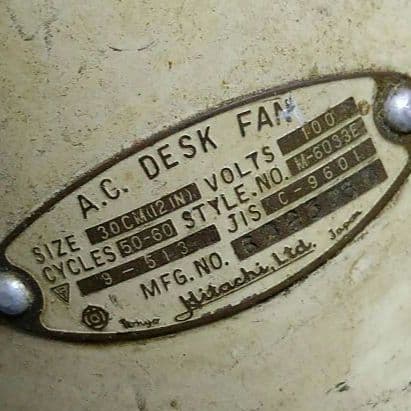 A.C. DESK FAN
SIZE 30CM(12IN) VOLTS 100
CYCLES 50-60 STYLE.NO. M-6033E
9-513 JIS C-9601
MFG.NO.
Hitachi, Ltd.
Tokyo Japan